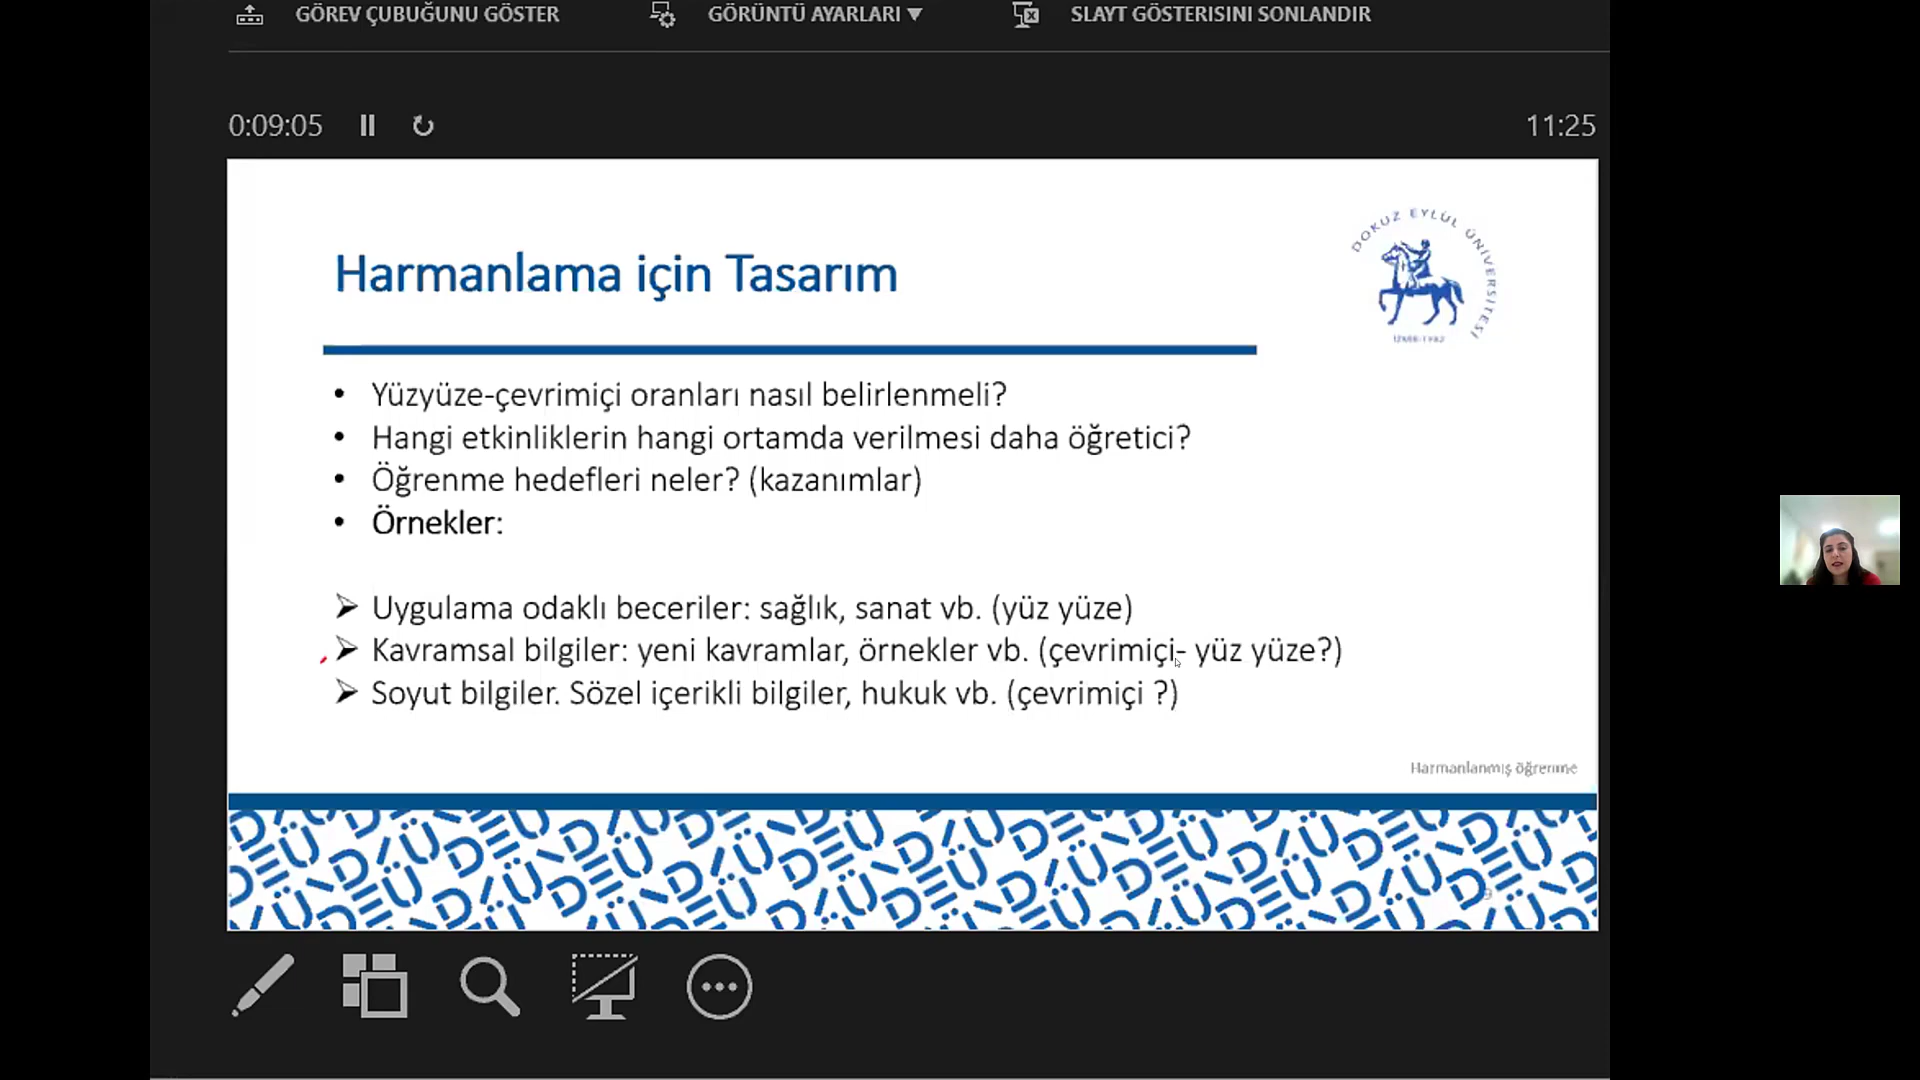 GÖREV ÇUBUĞUNU GÖSTER GÖRÜNTÜ AYARLARI ▼ SLAYT GÖSTERISINI SONLANDIR
0:09:05 11:25
DOKUZ EYLÜL ÜNİVERSİTESİ
Harmanlama için Tasarım
• Yüzyüze-çevrimiçi oranları nasıl belirlenmeli?
• Hangi etkinliklerin hangi ortamda verilmesi daha öğretici?
• Öğrenme hedefleri neler? (kazanımlar)
• Örnekler:
➢ Uygulama odaklı beceriler: sağlık, sanat vb. (yüz yüze)
➢ Kavramsal bilgiler: yeni kavramlar, örnekler vb. (çevrimiçi- yüz yüze?)
➢ Soyut bilgiler. Sözel içerikli bilgiler, hukuk vb. (çevrimiçi ?)
Harmanlanmış öğrenme
9